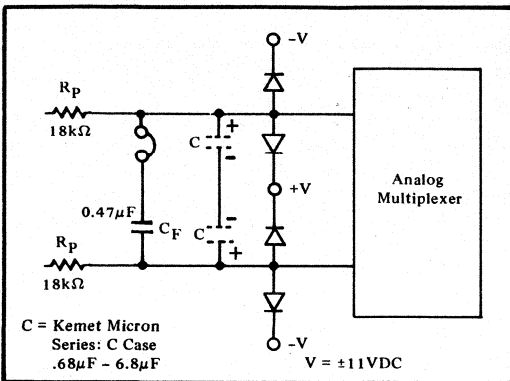 −V
R_P
18kΩ
+
C
−
+V
Analog
Multiplexer
0.47µF
C_F
−
C
+
R_P
18kΩ
−V
C = Kemet Micron
Series: C Case
.68µF – 6.8µF
V = ±11VDC